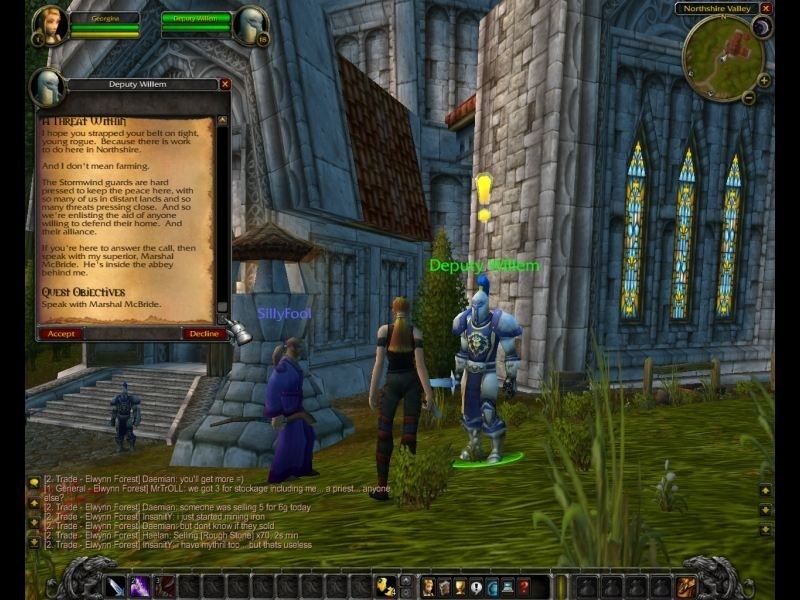 Georgina
Deputy Willem
1
18
Northshire Valley
N
Deputy Willem
A Threat Within
I hope you strapped your belt on tight,
young rogue. Because there is work
to do here in Northshire.
And I don't mean farming.
The Stormwind guards are hard
pressed to keep the peace here, with
so many of us in distant lands and so
many threats pressing close. And so
we're enlisting the aid of anyone
willing to defend their home. And
their alliance.
If you're here to answer the call, then
speak with my superior, Marshal
McBride. He's inside the abbey
behind me.
Quest Objectives
Speak with Marshal McBride.
Accept
Decline
Deputy Willem
SillyFool
[2. Trade - Elwynn Forest] Daemian: you'll get more =)
[1. General - Elwynn Forest] MrTrOLL: we got 3 for stockage including me... a priest... anyone
else?
[2. Trade - Elwynn Forest] Daemian: someone was selling 5 for 6g today
[2. Trade - Elwynn Forest] InsanitY: i just started mining iron
[2. Trade - Elwynn Forest] Daemian: but dont know if they sold
[2. Trade - Elwynn Forest] Haelan: Selling [Rough Stone] x70, 2s min
[2. Trade - Elwynn Forest] InsanitY: i have mythril too .. but thats useless